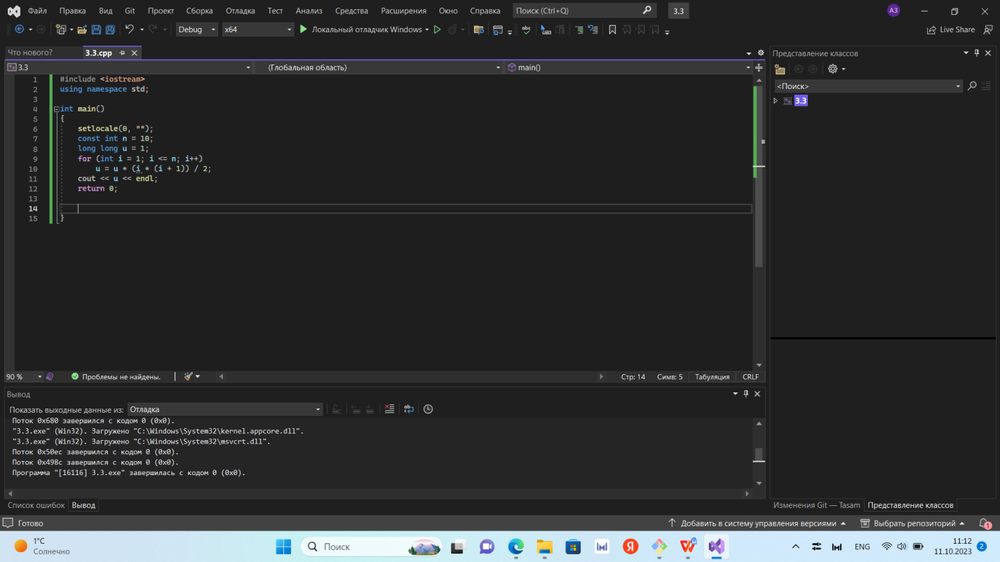 Файл Правка Вид Git Проект Сборка Отладка Тест Анализ Средства Расширения Окно Справка Поиск (Ctrl+Q) 3.3 АЗ
Debug x64 Локальный отладчик Windows Live Share
Что нового? 3.3.cpp
3.3 (Глобальная область) main()
1 #include <iostream>
2 using namespace std;
3
4 int main()
5 {
6 setlocale(0, "");
7 const int n = 10;
8 long long u = 1;
9 for (int i = 1; i <= n; i++)
10 u = u * (i * (i + 1)) / 2;
11 cout << u << endl;
12 return 0;
13
14
15 }
Представление классов
<Поиск>
3.3
90 % Проблемы не найдены. Стр: 14 Симв: 5 Табуляция CRLF
Вывод
Показать выходные данные из: Отладка
Поток 0x680 завершился с кодом 0 (0x0).
"3.3.exe" (Win32). Загружено "C:\Windows\System32\kernel.appcore.dll".
"3.3.exe" (Win32). Загружено "C:\Windows\System32\msvcrt.dll".
Поток 0x50ec завершился с кодом 0 (0x0).
Поток 0x498c завершился с кодом 0 (0x0).
Программа "[16116] 3.3.exe" завершилась с кодом 0 (0x0).
Список ошибок Вывод
Изменения Git — Tasam Представление классов
Готово Добавить в систему управления версиями Выбрать репозиторий 1
1°C
Солнечно
Поиск
ENG
11:12
11.10.2023
2